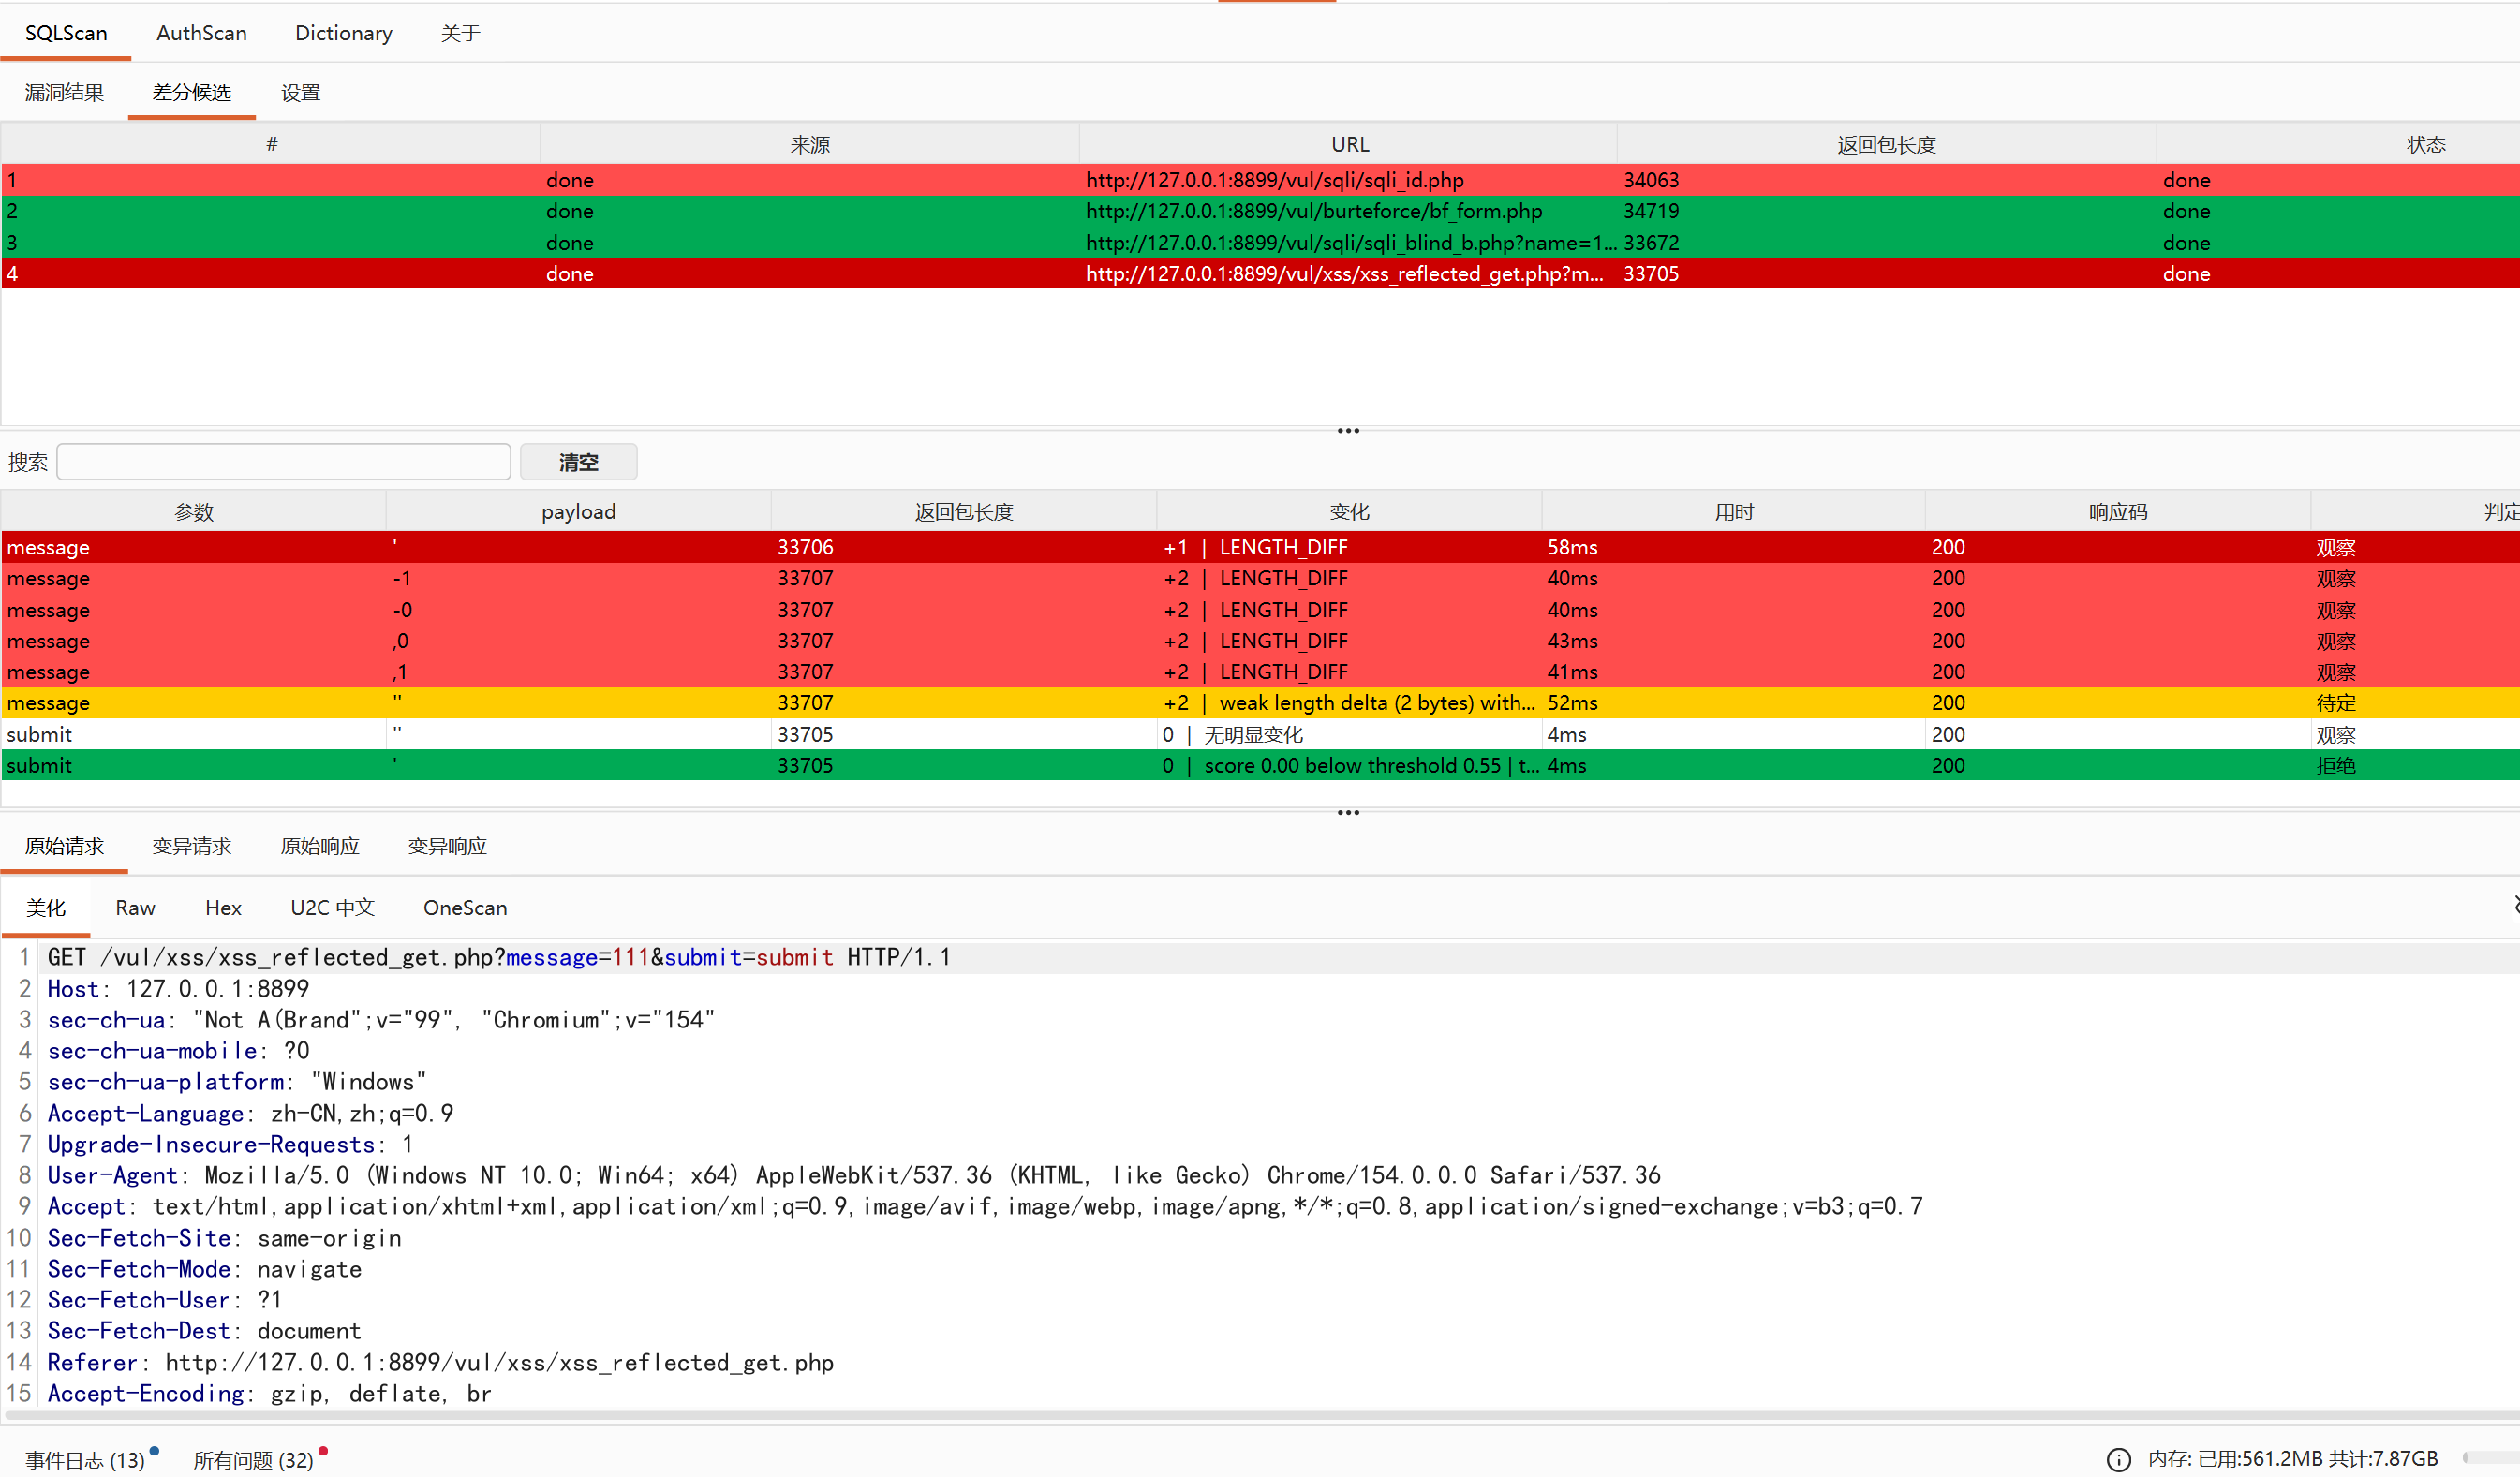 SQLScan AuthScan Dictionary 关于
漏洞结果 差分候选 设置
# 来源 URL 返回包长度 状态
1 done http://127.0.0.1:8899/vul/sqli/sqli_id.php 34063 done
2 done http://127.0.0.1:8899/vul/burteforce/bf_form.php 34719 done
3 done http://127.0.0.1:8899/vul/sqli/sqli_blind_b.php?name=1... 33672 done
4 done http://127.0.0.1:8899/vul/xss/xss_reflected_get.php?m... 33705 done
搜索 清空
参数 payload 返回包长度 变化 用时 响应码 判定
message ' 33706 +1 | LENGTH_DIFF 58ms 200 观察
message -1 33707 +2 | LENGTH_DIFF 40ms 200 观察
message -0 33707 +2 | LENGTH_DIFF 40ms 200 观察
message ,0 33707 +2 | LENGTH_DIFF 43ms 200 观察
message ,1 33707 +2 | LENGTH_DIFF 41ms 200 观察
message '' 33707 +2 | weak length delta (2 bytes) with... 52ms 200 待定
submit '' 33705 0 | 无明显变化 4ms 200 观察
submit ' 33705 0 | score 0.00 below threshold 0.55 | t... 4ms 200 拒绝
原始请求 变异请求 原始响应 变异响应
美化 Raw Hex U2C 中文 OneScan
1 GET /vul/xss/xss_reflected_get.php?message=111&submit=submit HTTP/1.1
2 Host: 127.0.0.1:8899
3 sec-ch-ua: "Not A(Brand";v="99", "Chromium";v="154"
4 sec-ch-ua-mobile: ?0
5 sec-ch-ua-platform: "Windows"
6 Accept-Language: zh-CN,zh;q=0.9
7 Upgrade-Insecure-Requests: 1
8 User-Agent: Mozilla/5.0 (Windows NT 10.0; Win64; x64) AppleWebKit/537.36 (KHTML, like Gecko) Chrome/154.0.0.0 Safari/537.36
9 Accept: text/html,application/xhtml+xml,application/xml;q=0.9,image/avif,image/webp,image/apng,*/*;q=0.8,application/signed-exchange;v=b3;q=0.7
10 Sec-Fetch-Site: same-origin
11 Sec-Fetch-Mode: navigate
12 Sec-Fetch-User: ?1
13 Sec-Fetch-Dest: document
14 Referer: http://127.0.0.1:8899/vul/xss/xss_reflected_get.php
15 Accept-Encoding: gzip, deflate, br
事件日志 (13) 所有问题 (32) 内存: 已用:561.2MB 共计:7.87GB